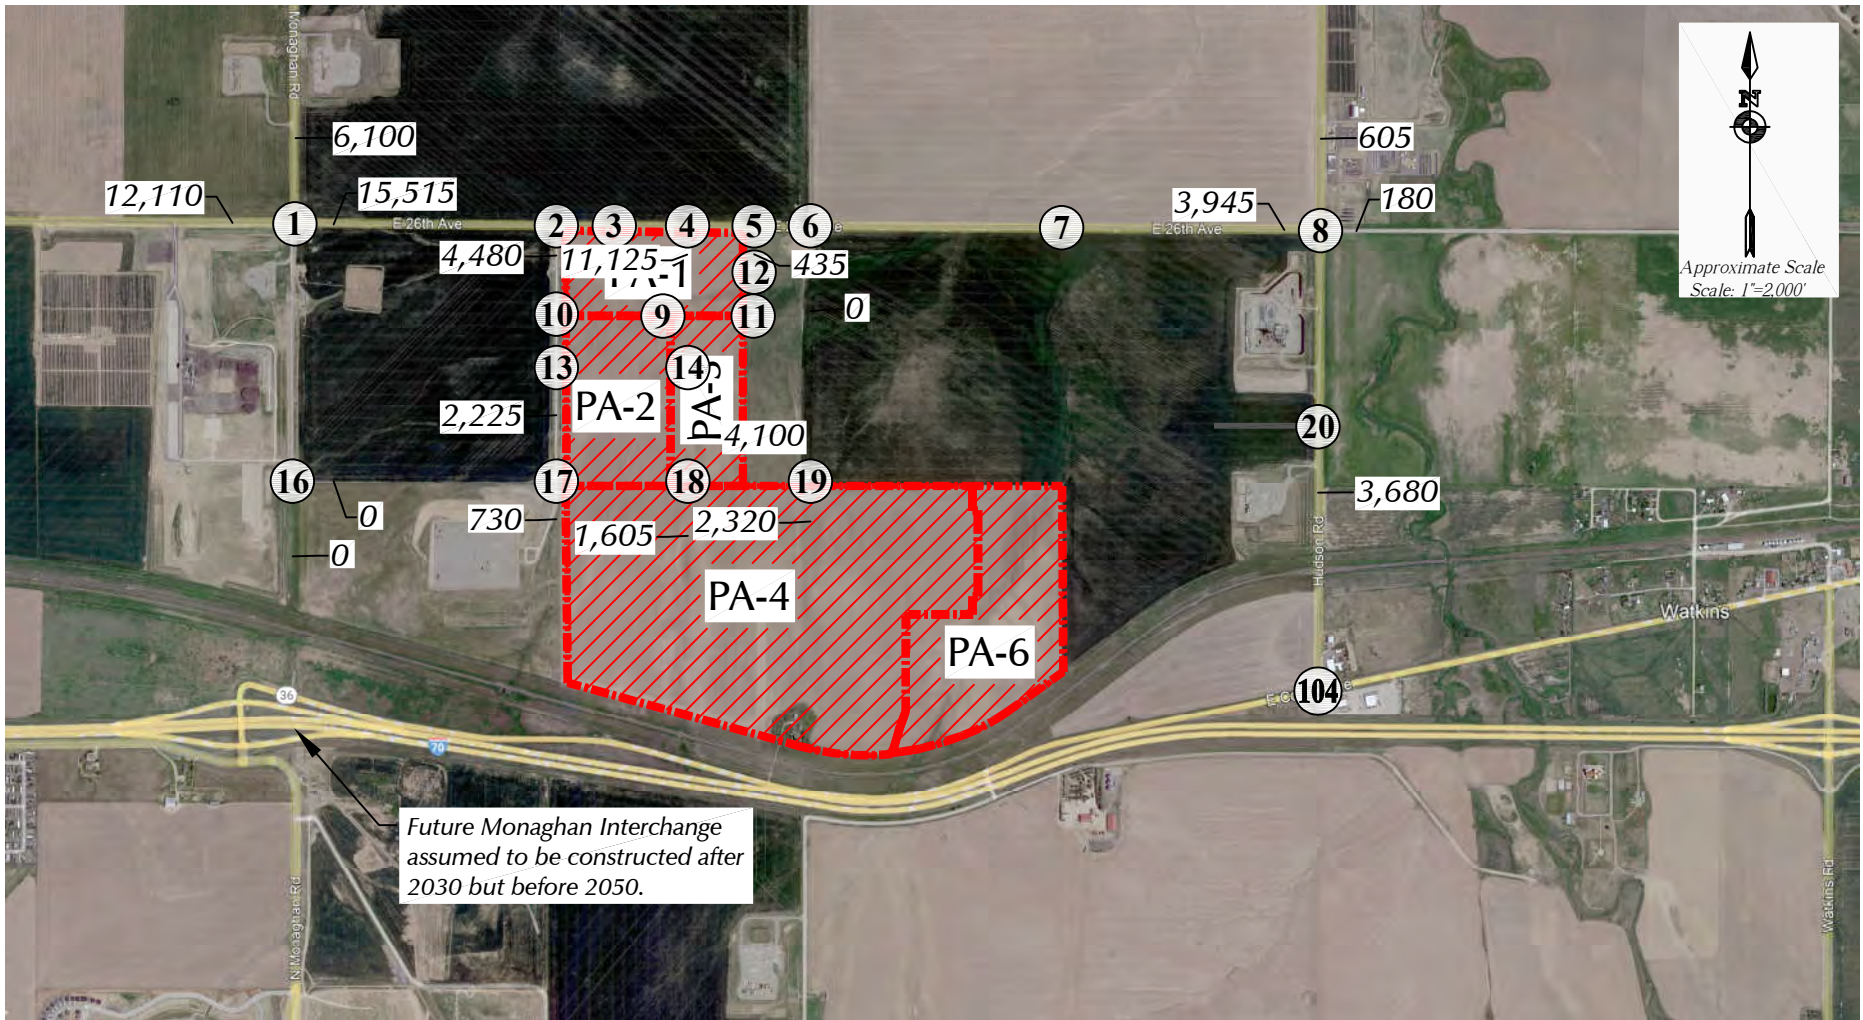 Monaghan Rd
6,100
605
12,110
15,515
3,945
180
N
Approximate Scale
Scale: 1"=2,000'
1
E 26th Ave
2
3
4
5
6
7
E 26th Ave
8
4,480
11,125
PA-1
12
435
10
9
11
0
13
14
PA-2
2,225
4,100
20
16
17
18
19
0
730
1,605
2,320
3,680
0
Hudson Rd
PA-4
PA-6
Watkins
104
36
70
Future Monaghan Interchange
assumed to be constructed after
2030 but before 2050.
N Monaghan Rd
Watkins Rd